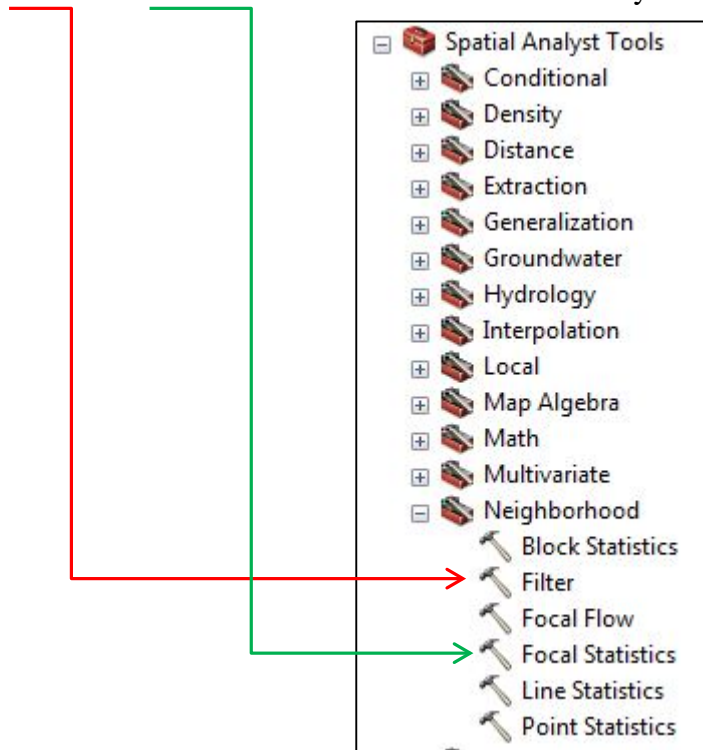 Spatial Analyst Tools
Conditional
Density
Distance
Extraction
Generalization
Groundwater
Hydrology
Interpolation
Local
Map Algebra
Math
Multivariate
Neighborhood
Block Statistics
Filter
Focal Flow
Focal Statistics
Line Statistics
Point Statistics